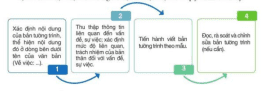 Xác định nội dung
của bản tường trình,
thể hiện nội dung
đó ở dòng bên dưới
tên của văn bản
(Về việc: ...).
1
2
Thu thập thông tin
liên quan đến vấn
đề, sự việc; xác định
mức độ liên quan,
trách nhiệm của bản
thân đối với vấn đề,
sự việc.
Tiến hành viết bản
tường trình theo mẫu.
3
4
Đọc, rà soát và chỉnh
sửa bản tường trình
(nếu cần).